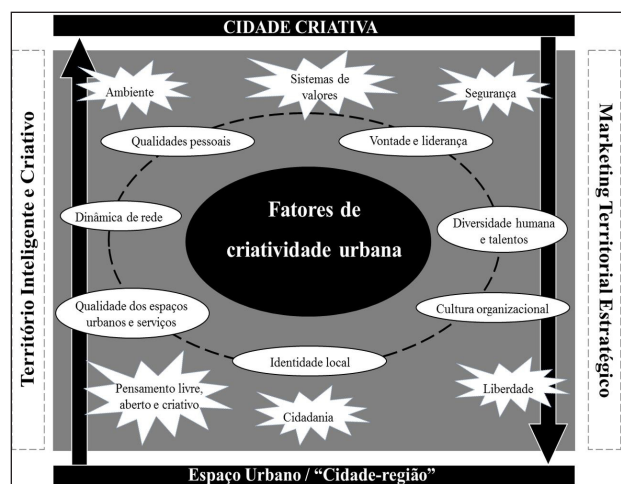 CIDADE CRIATIVA
Ambiente
Sistemas de
valores
Segurança
Qualidades pessoais
Vontade e liderança
Território Inteligente e Criativo
Marketing Territorial Estratégico
Dinâmica de rede
Fatores de
criatividade urbana
Diversidade humana
e talentos
Qualidade dos espaços
urbanos e serviços
Cultura organizacional
Identidade local
Pensamento livre,
aberto e criativo
Cidadania
Liberdade
Espaço Urbano / “Cidade-região”